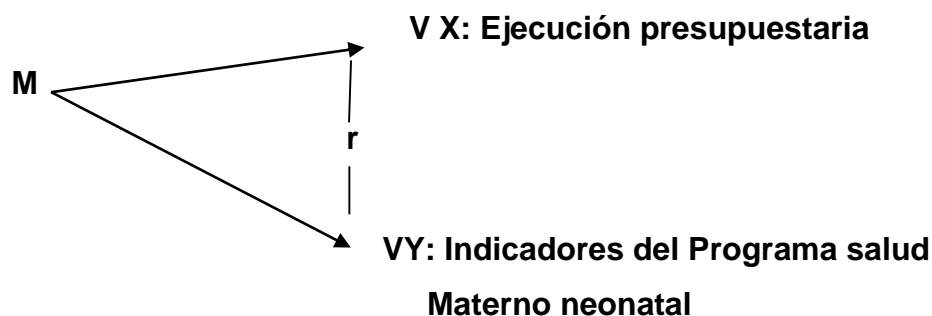 V X: Ejecución presupuestaria
M
r
VY: Indicadores del Programa salud
Materno neonatal